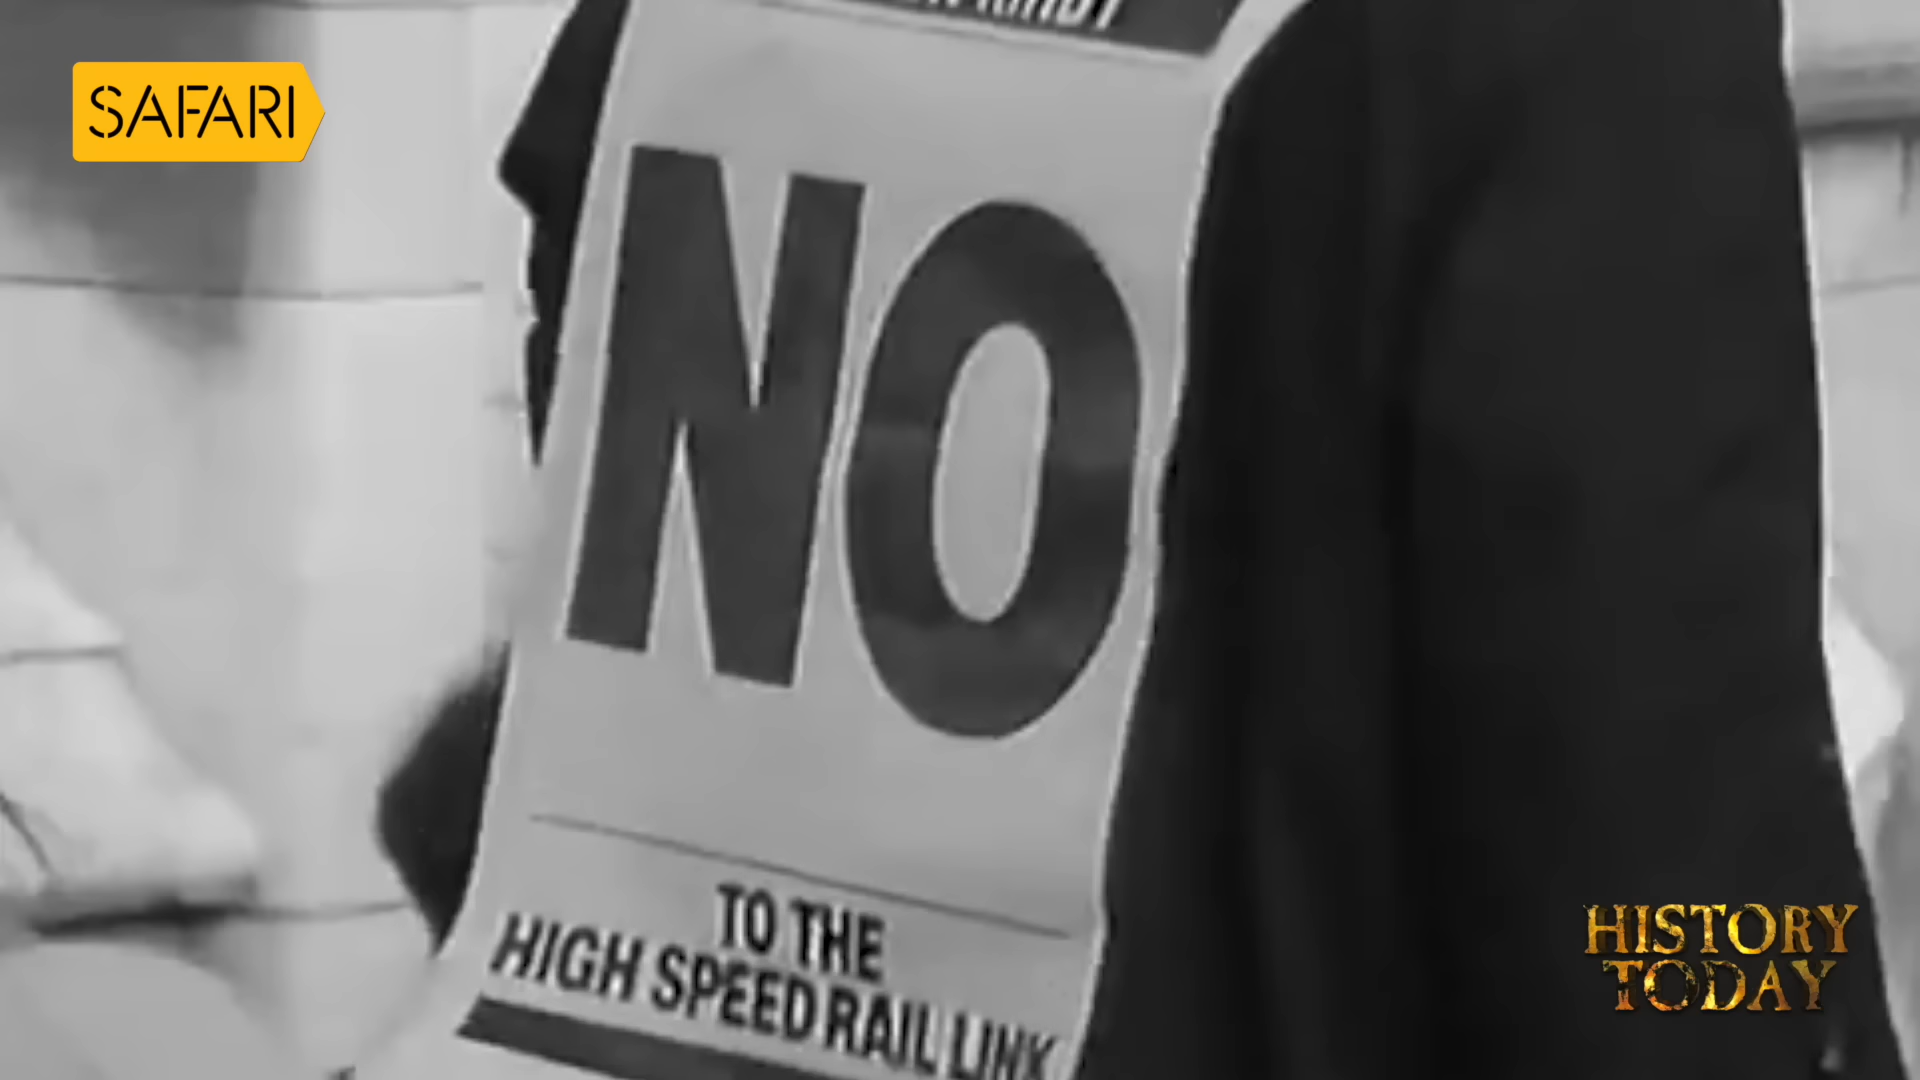 SAFARI
NO
TO THE
HIGH SPEED RAIL LINK
HISTORY
TODAY